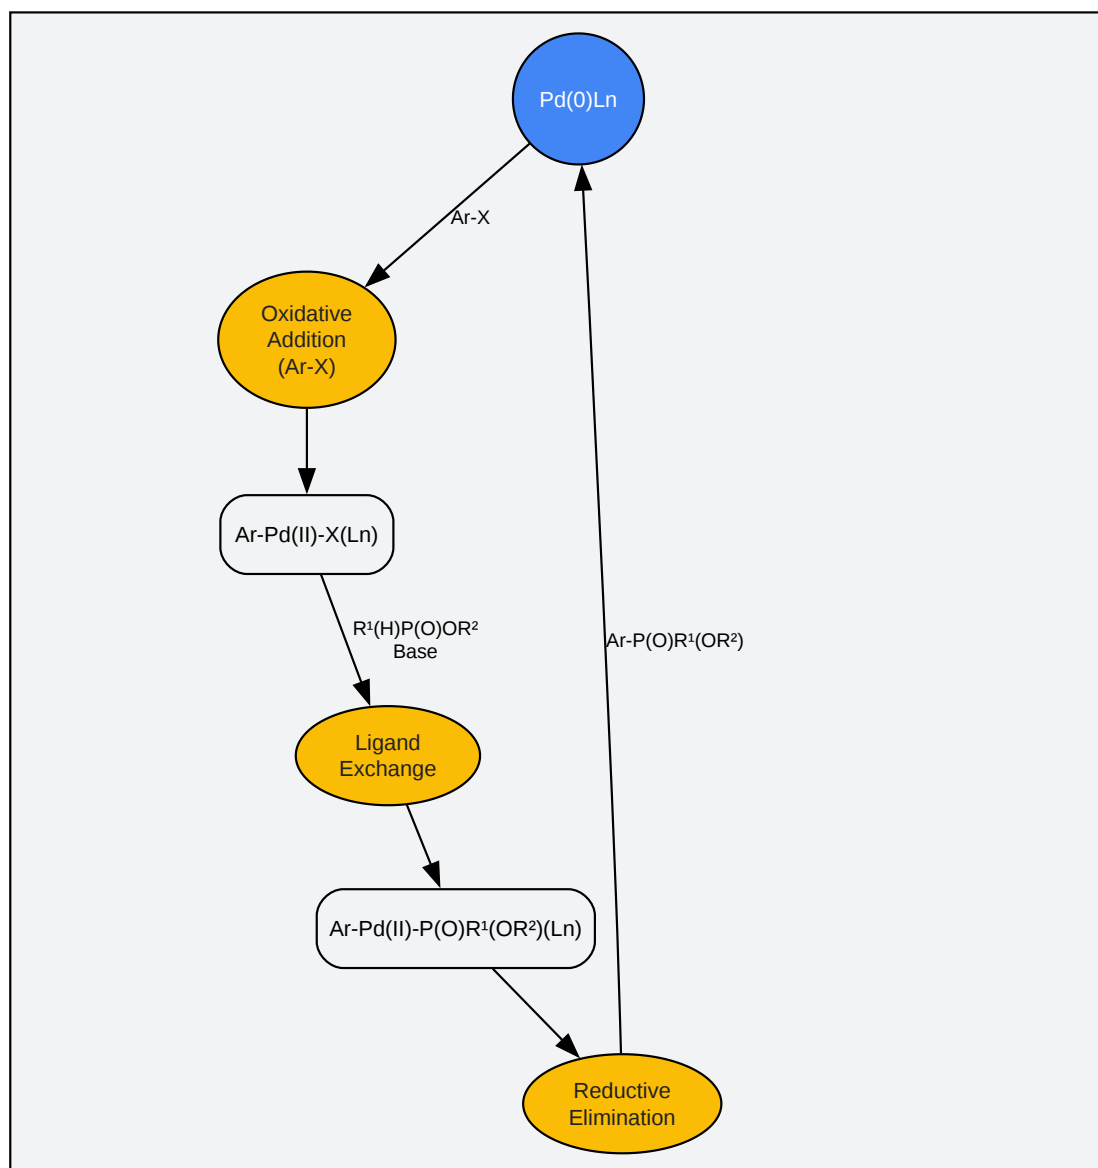 Pd(0)Ln
Ar-X
Oxidative
Addition
(Ar-X)
Ar-Pd(II)-X(Ln)
R¹(H)P(O)OR²
Base
Ar-P(O)R¹(OR²)
Ligand
Exchange
Ar-Pd(II)-P(O)R¹(OR²)(Ln)
Reductive
Elimination